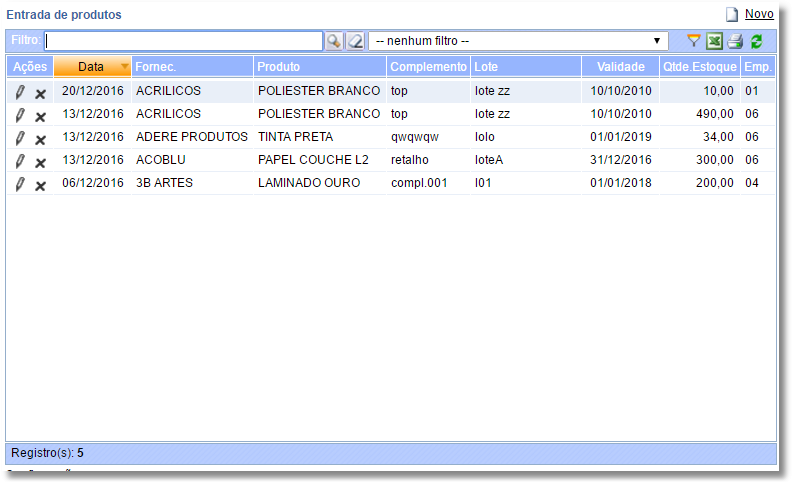 Entrada de produtos Novo
Filtro: -- nenhum filtro --
Ações Data Fornec. Produto Complemento Lote Validade Qtde.Estoque Emp.
20/12/2016 ACRILICOS POLIESTER BRANCO top lote zz 10/10/2010 10,00 01
13/12/2016 ACRILICOS POLIESTER BRANCO top lote zz 10/10/2010 490,00 06
13/12/2016 ADERE PRODUTOS TINTA PRETA qwqwqw lolo 01/01/2019 34,00 06
13/12/2016 ACOBLU PAPEL COUCHE L2 retalho loteA 31/12/2016 300,00 06
06/12/2016 3B ARTES LAMINADO OURO compl.001 l01 01/01/2018 200,00 04
Registro(s): 5